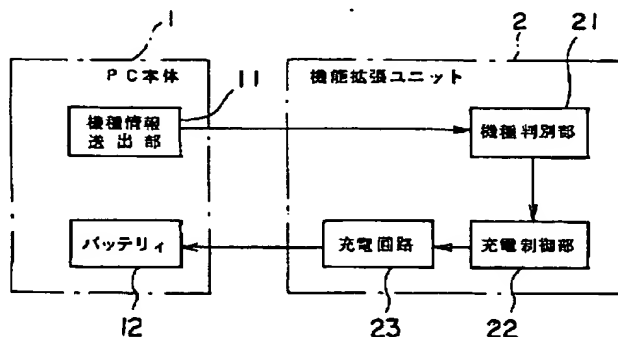 1
2
21
PC本体
11
機能拡張ユニット
機種情報
送出部
機種判別部
バッテリィ
充電回路
充電制御部
12
23
22